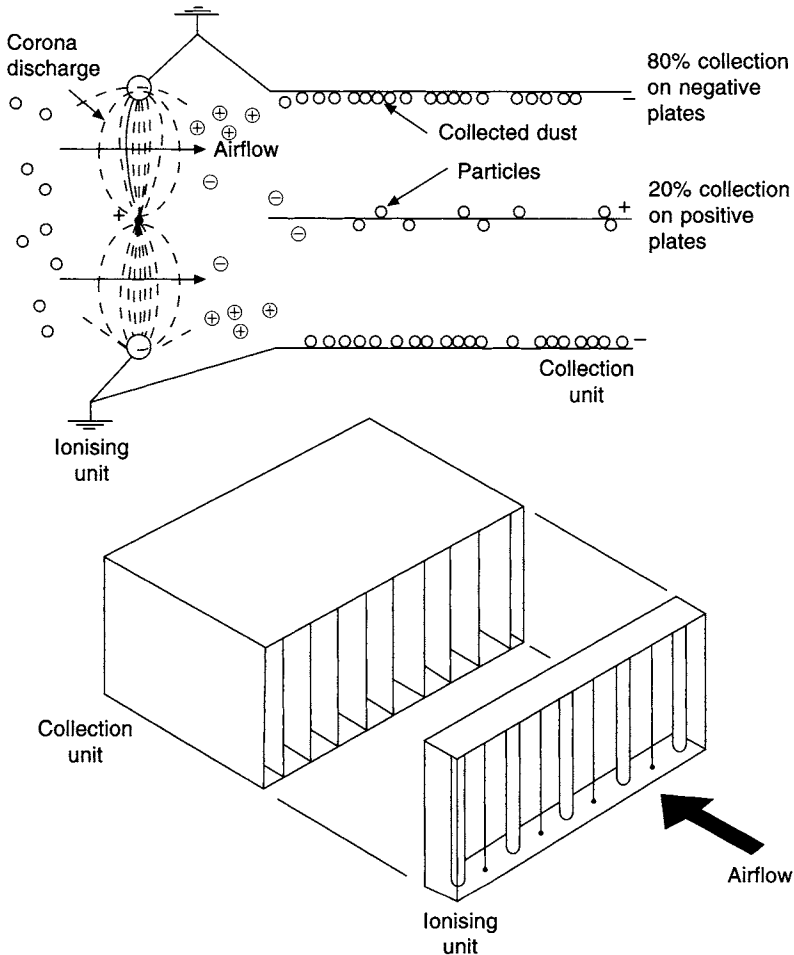 Corona
discharge
80% collection
on negative
plates
−
Collected dust
Airflow
Particles
+
20% collection
on positive
plates
+
−
Collection
unit
Ionising
unit
Collection
unit
Airflow
Ionising
unit